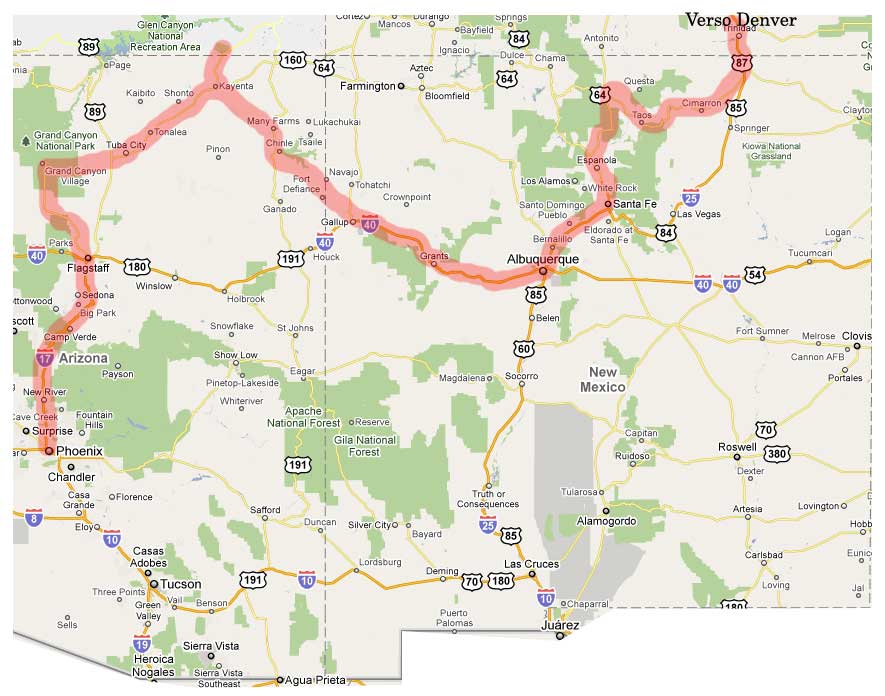 Verso Denver
Glen Canyon
National
Recreation Area
89
Page
160
64
Cortez
Mancos
Durango
Springs
Bayfield
84
Ignacio
Dulce
Antonito
Chama
64
Trinidad
87
Aztec
Farmington
Bloomfield
Kaibito
Shonto
Kayenta
89
Tonalea
Tuba City
Many Farms
Lukachukai
Tsaile
Chinle
Pinon
64
Questa
Taos
Cimarron
85
Springer
Clayton
Kiowa National
Grassland
Grand Canyon
National Park
Grand Canyon
Village
Fort
Defiance
Navajo
Tohatchi
Crownpoint
Ganado
Gallup
40
Espanola
Los Alamos
White Rock
Santo Domingo
Pueblo
Santa Fe
25
Las Vegas
84
Eldorado at
Santa Fe
Bernalillo
Logan
Tucumcari
Parks
40
Flagstaff
180
Winslow
191
40
Houck
Grants
Albuquerque
85
40
40
54
Holbrook
Sedona
Big Park
Camp Verde
Snowflake
St Johns
Belen
Fort Sumner
Melrose
Clovis
Cannon AFB
Portales
17
Arizona
Payson
Show Low
Pinetop-Lakeside
Eagar
60
Magdalena
Socorro
New
Mexico
New River
Whiteriver
Cave Creek
Fountain
Hills
Surprise
Phoenix
Chandler
Apache
National Forest
Reserve
Gila National
Forest
191
Capitan
Ruidoso
70
Roswell
380
Dexter
Casa
Grande
Florence
8
Eloy
10
Safford
Duncan
Silver City
Bayard
Truth or
Consequences
25
85
Tularosa
Alamogordo
Artesia
Lovington
Casas
Adobes
Tucson
Three Points
Vail
Green
Valley
Benson
191
10
Lordsburg
Deming
70
180
Las Cruces
10
Chaparral
Carlsbad
Loving
Jal
180
Sells
19
Sierra Vista
Heroica
Nogales
Sierra Vista
Southeast
Agua Prieta
Puerto
Palomas
Juárez